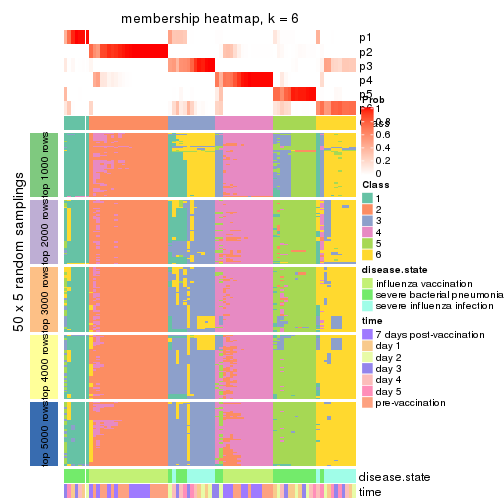 membership heatmap, k = 6
p1
p2
p3
p4
p5
p6
Prob
1
0.8
0.6
0.4
0.2
0
Class
1
2
3
4
5
6
disease.state
influenza vaccination
severe bacterial pneumonia
severe influenza infection
time
7 days post-vaccination
day 1
day 2
day 3
day 4
day 5
pre-vaccination
50 x 5 random samplings
top 1000 rows
top 2000 rows
top 3000 rows
top 4000 rows
top 5000 rows
disease.state
time